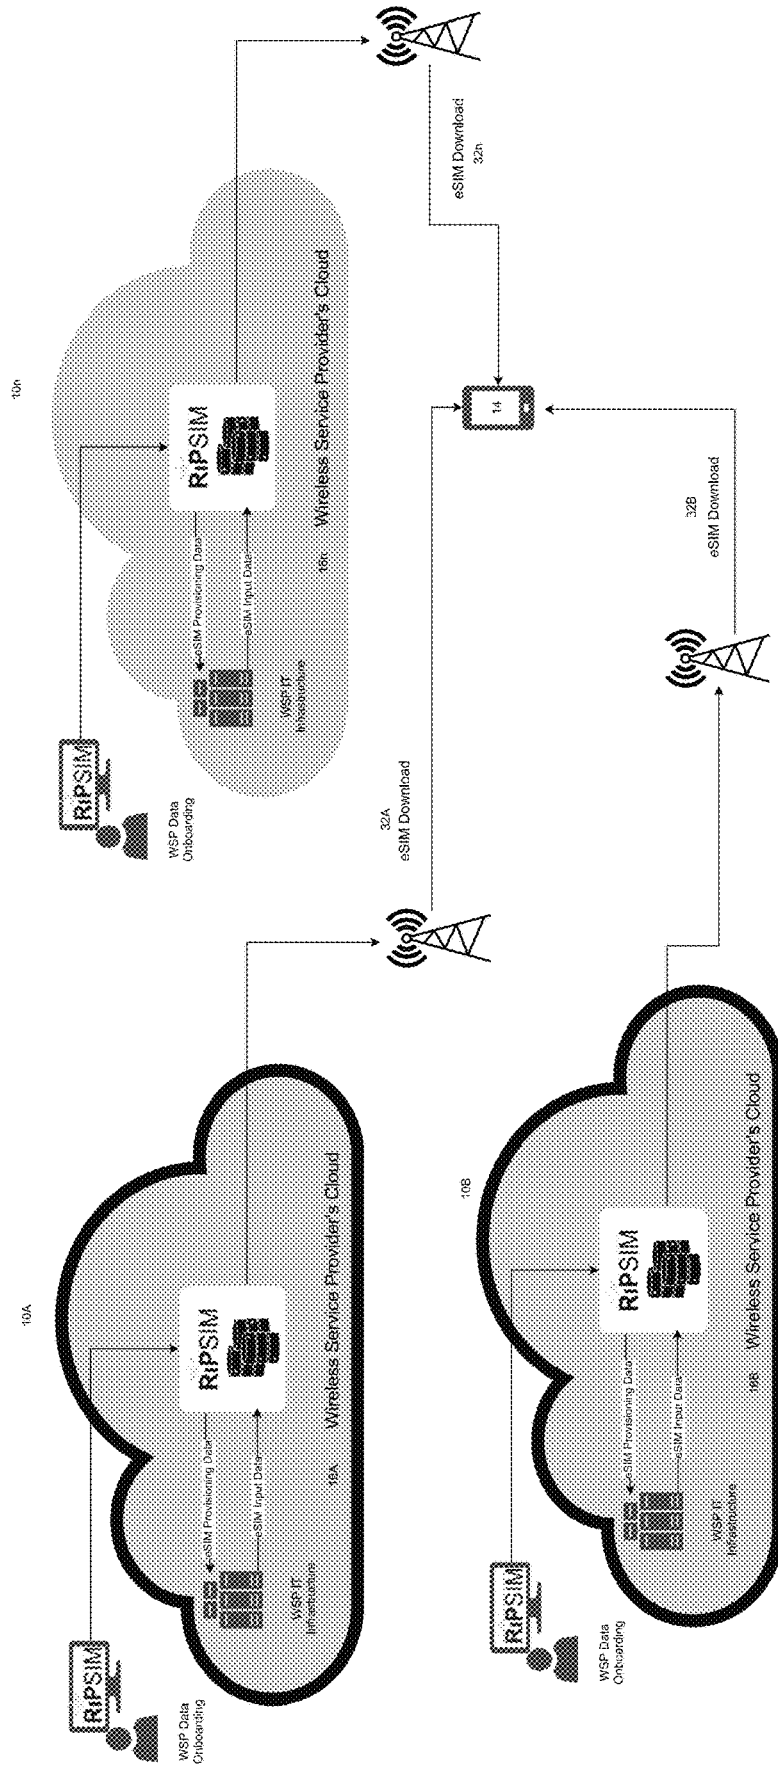 10A
RiPSIM
WSP Data
Onboarding
RiPSIM
eSIM Provisioning Data
eSIM Input Data
WSP IT
Infrastructure
16A
Wireless Service Provider's Cloud
32A
eSIM Download
10n
RiPSIM
WSP Data
Onboarding
RiPSIM
eSIM Provisioning Data
eSIM Input Data
WSP IT
Infrastructure
16n
Wireless Service Provider's Cloud
eSIM Download
32n
14
10B
RiPSIM
WSP Data
Onboarding
RiPSIM
eSIM Provisioning Data
eSIM Input Data
WSP IT
Infrastructure
16B
Wireless Service Provider's Cloud
32B
eSIM Download